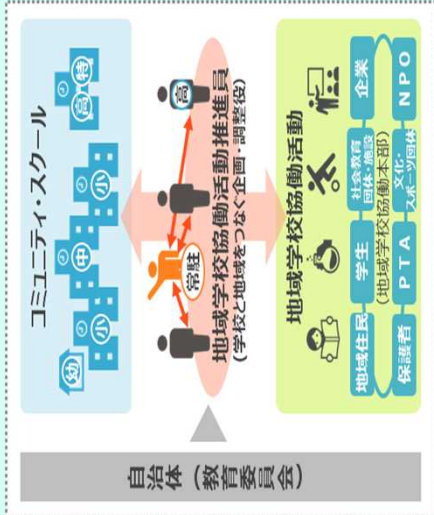 コミュニティ・スクール
幼
小
中
小
小
高
特
高
常駐
地域学校協働活動推進員
(学校と地域をつなぐ企画・調整役)
地域学校協働活動
地域住民
学生
社会教育
団体・施設
企業
(地域学校協働本部)
保護者
PTA
文化・
スポーツ団体
NPO
自治体(教育委員会)